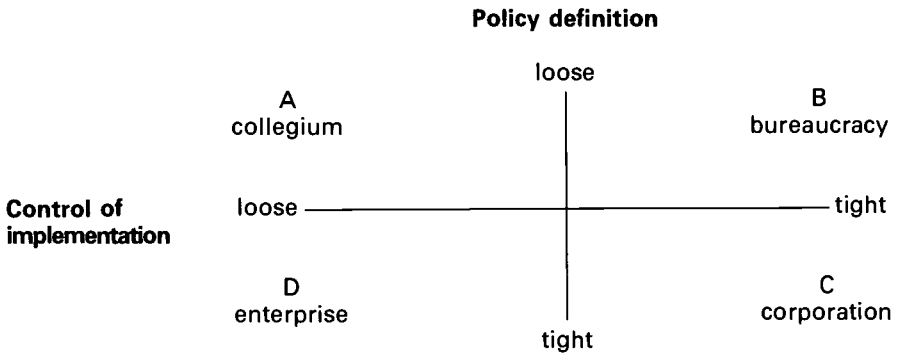 Policy definition
loose
A
collegium
B
bureaucracy
Control of
implementation
loose
tight
D
enterprise
C
corporation
tight